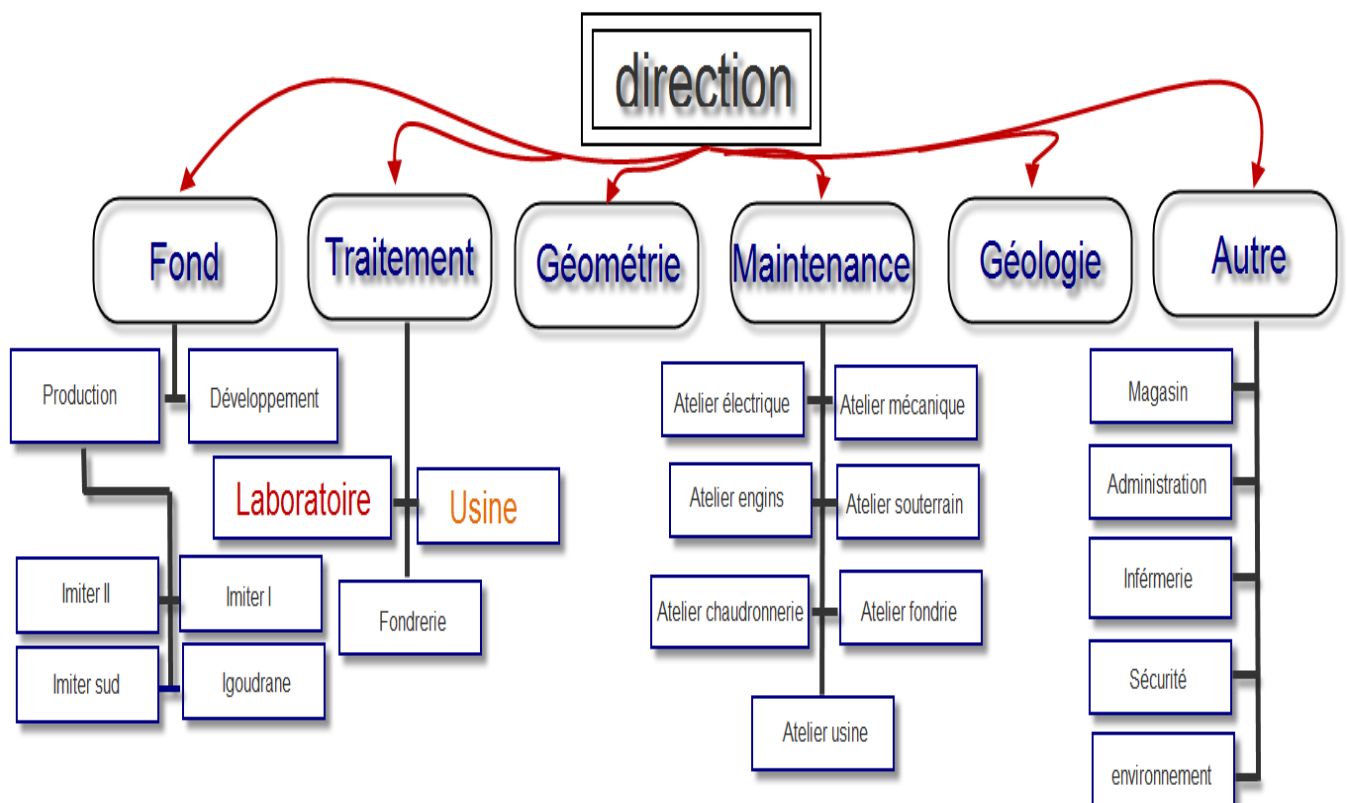 direction
Fond
Traitement
Géométrie
Maintenance
Géologie
Autre
Production
Développement
Laboratoire
Usine
Imiter II
Imiter I
Fondrerie
Imiter sud
Igoudrane
Atelier électrique
Atelier mécanique
Atelier engins
Atelier souterrain
Atelier chaudronnerie
Atelier fondrie
Atelier usine
Magasin
Administration
Inférmerie
Sécurité
environnement